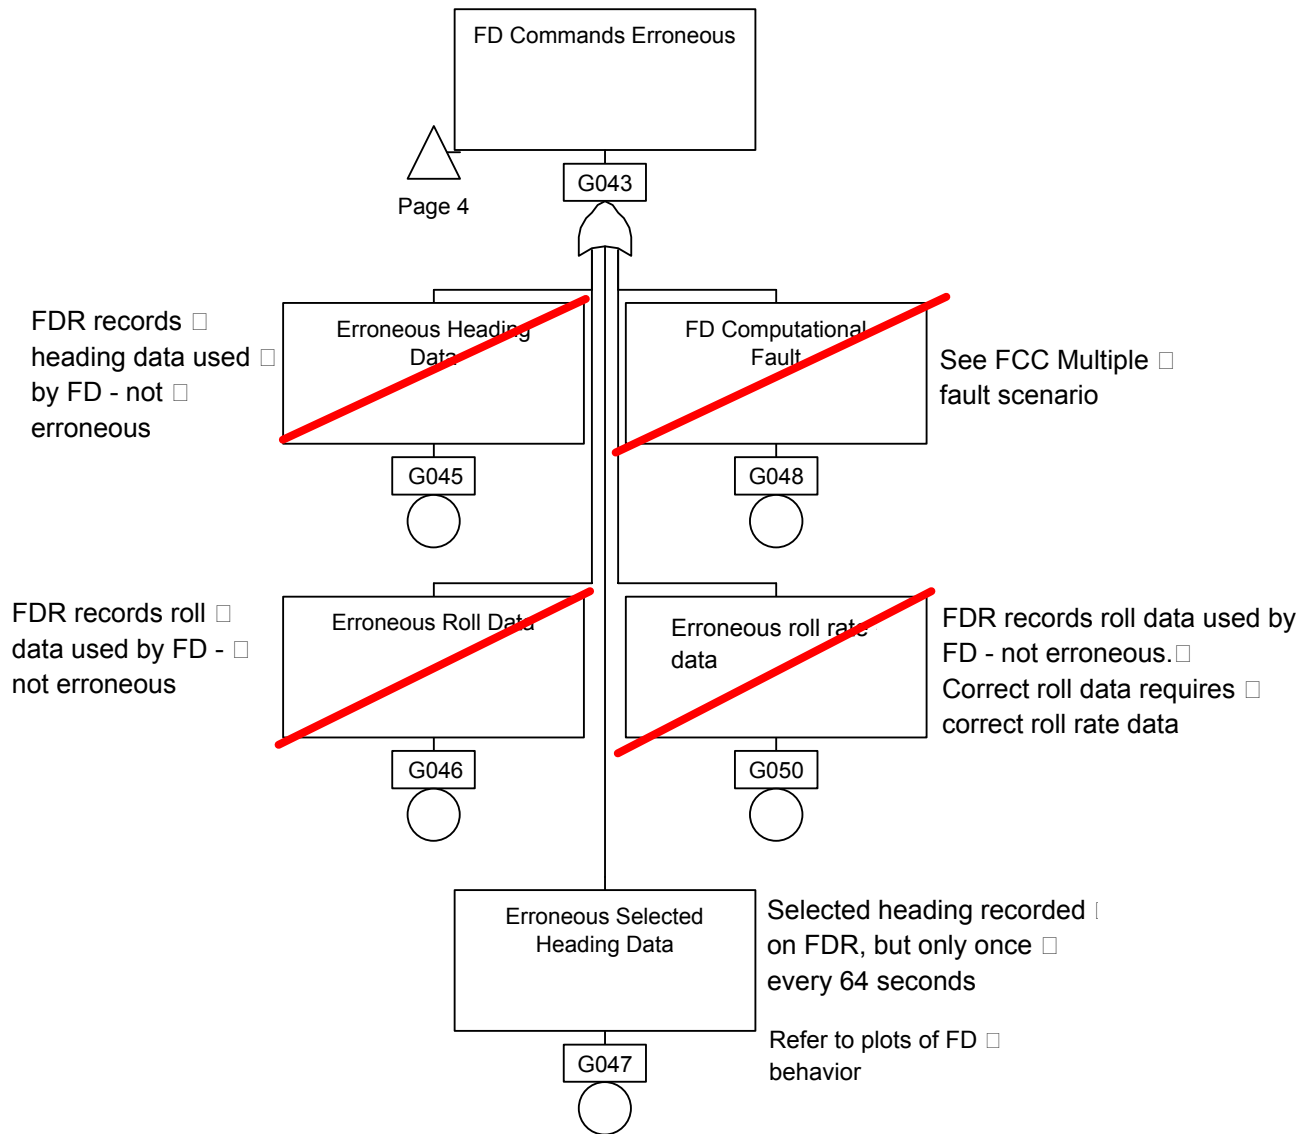 FD Commands Erroneous
Page 4
G043
FDR records □
heading data used □
by FD - not □
erroneous
Erroneous Heading
Data
G045
FD Computational
Fault
G048
See FCC Multiple □
fault scenario
FDR records roll □
data used by FD - □
not erroneous
Erroneous Roll Data
G046
Erroneous roll rate
data
G050
FDR records roll data used by
FD - not erroneous.□
Correct roll data requires □
correct roll rate data
Erroneous Selected
Heading Data
G047
Selected heading recorded □
on FDR, but only once □
every 64 seconds
Refer to plots of FD □
behavior